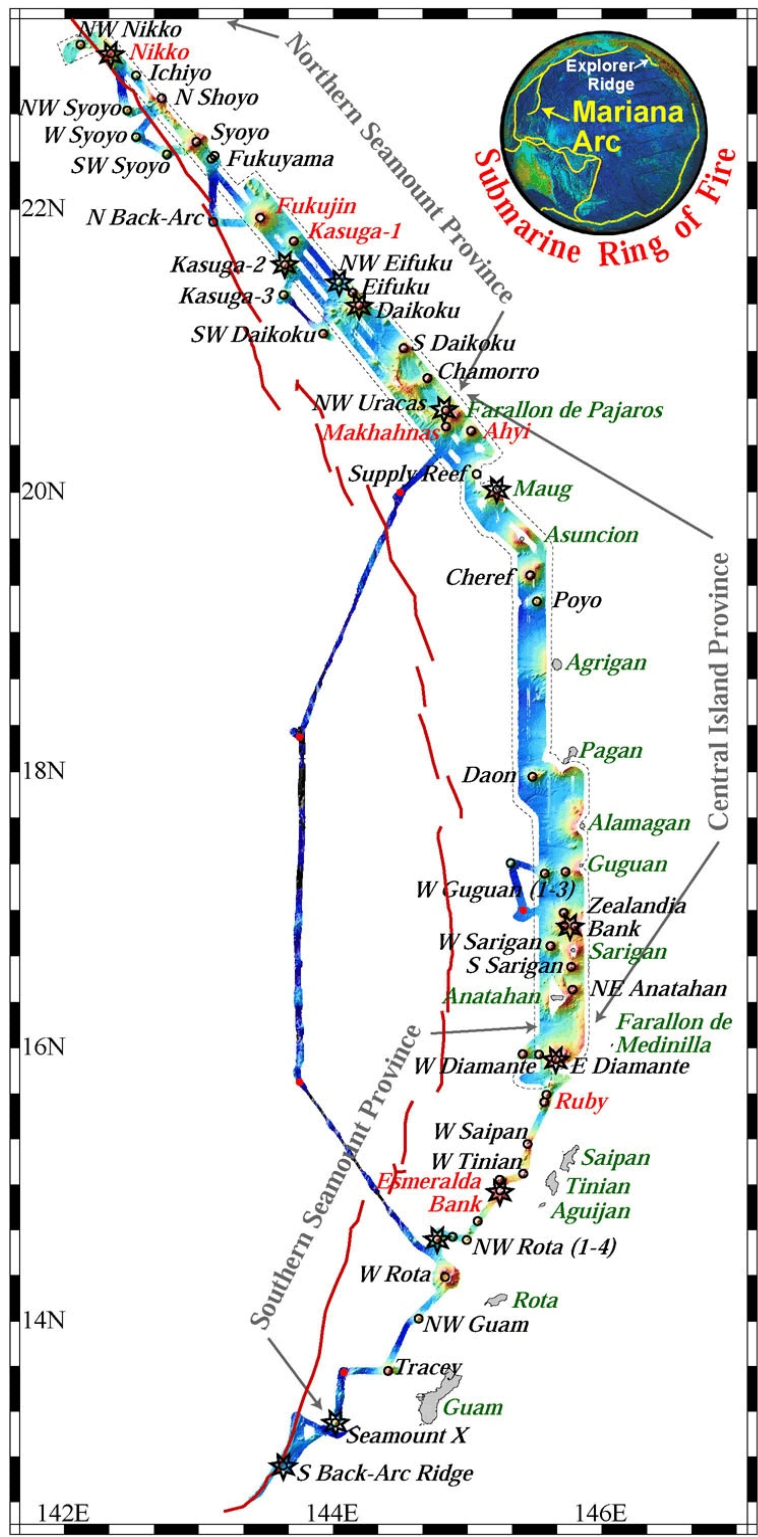 NW Nikko
Nikko
Ichiyo
NW Syoyo
N Shoyo
W Syoyo
Syoyo
SW Syoyo
Fukuyama
Northern Seamount Province
Explorer
Ridge
Mariana
Arc
Submarine Ring of Fire
22N
N Back-Arc
Fukujin
Kasuga-1
Kasuga-2
NW Eifuku
Kasuga-3
Eifuku
Daikoku
SW Daikoku
S Daikoku
Chamorro
NW Uracas
Farallon de Pajaros
Makhahnas
Ahyi
Supply Reef
20N
Maug
Asuncion
Cheref
Poyo
Central Island Province
Agrigan
Pagan
18N
Daon
Alamagan
Guguan
W Guguan (1-3)
Zealandia
Bank
W Sarigan
Sarigan
S Sarigan
Anatahan
NE Anatahan
Farallon de
Medinilla
16N
W Diamante
E Diamante
Southern Seamount Province
Ruby
W Saipan
Saipan
W Tinian
Tinian
Esmeralda
Bank
Aguijan
NW Rota (1-4)
W Rota
Rota
14N
NW Guam
Tracey
Guam
Seamount X
S Back-Arc Ridge
142E
144E
146E